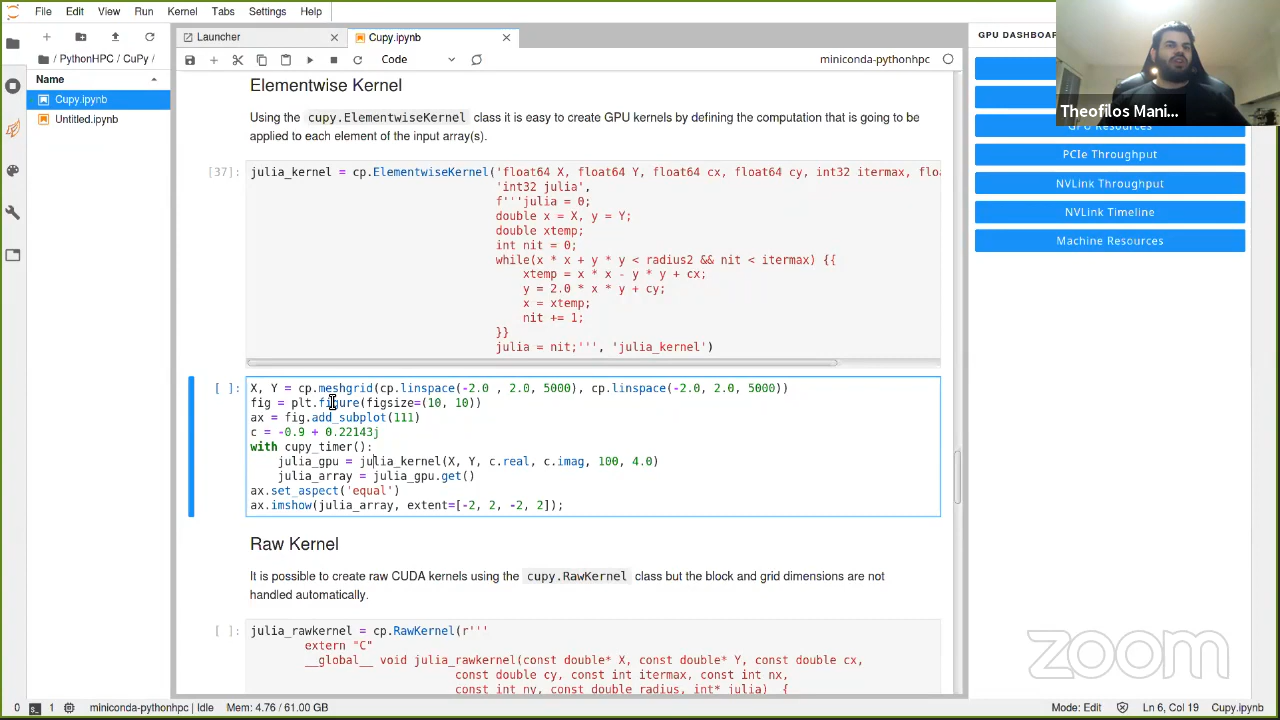 File Edit View Run Kernel Tabs Settings Help
Launcher
Cupy.ipynb
GPU DASHBOAR
/ PythonHPC / CuPy /
Code
miniconda-pythonhpc
Name
Cupy.ipynb
Untitled.ipynb
Theofilos Mani...
GPU Resources
PCIe Throughput
NVLink Throughput
NVLink Timeline
Machine Resources
Elementwise Kernel
Using the cupy.ElementwiseKernel class it is easy to create GPU kernels by defining the computation that is going to be
applied to each element of the input array(s).
[37]: julia_kernel = cp.ElementwiseKernel('float64 X, float64 Y, float64 cx, float64 cy, int32 itermax, floa
'int32 julia',
f'''julia = 0;
double x = X, y = Y;
double xtemp;
int nit = 0;
while(x * x + y * y < radius2 && nit < itermax) {{
xtemp = x * x - y * y + cx;
y = 2.0 * x * y + cy;
x = xtemp;
nit += 1;
}}
julia = nit;''', 'julia_kernel')
[ ]: X, Y = cp.meshgrid(cp.linspace(-2.0 , 2.0, 5000), cp.linspace(-2.0, 2.0, 5000))
fig = plt.figure(figsize=(10, 10))
ax = fig.add_subplot(111)
c = -0.9 + 0.22143j
with cupy_timer():
julia_gpu = julia_kernel(X, Y, c.real, c.imag, 100, 4.0)
julia_array = julia_gpu.get()
ax.set_aspect('equal')
ax.imshow(julia_array, extent=[-2, 2, -2, 2]);
Raw Kernel
It is possible to create raw CUDA kernels using the cupy.RawKernel class but the block and grid dimensions are not
handled automatically.
[ ]: julia_rawkernel = cp.RawKernel(r'''
extern "C"
__global__ void julia_rawkernel(const double* X, const double* Y, const double cx,
const double cy, const int itermax, const int nx,
const int ny, const double radius, int* julia) {
zoom
0 1 miniconda-pythonhpc | Idle Mem: 4.76 / 61.00 GB Mode: Edit Ln 6, Col 19 Cupy.ipynb